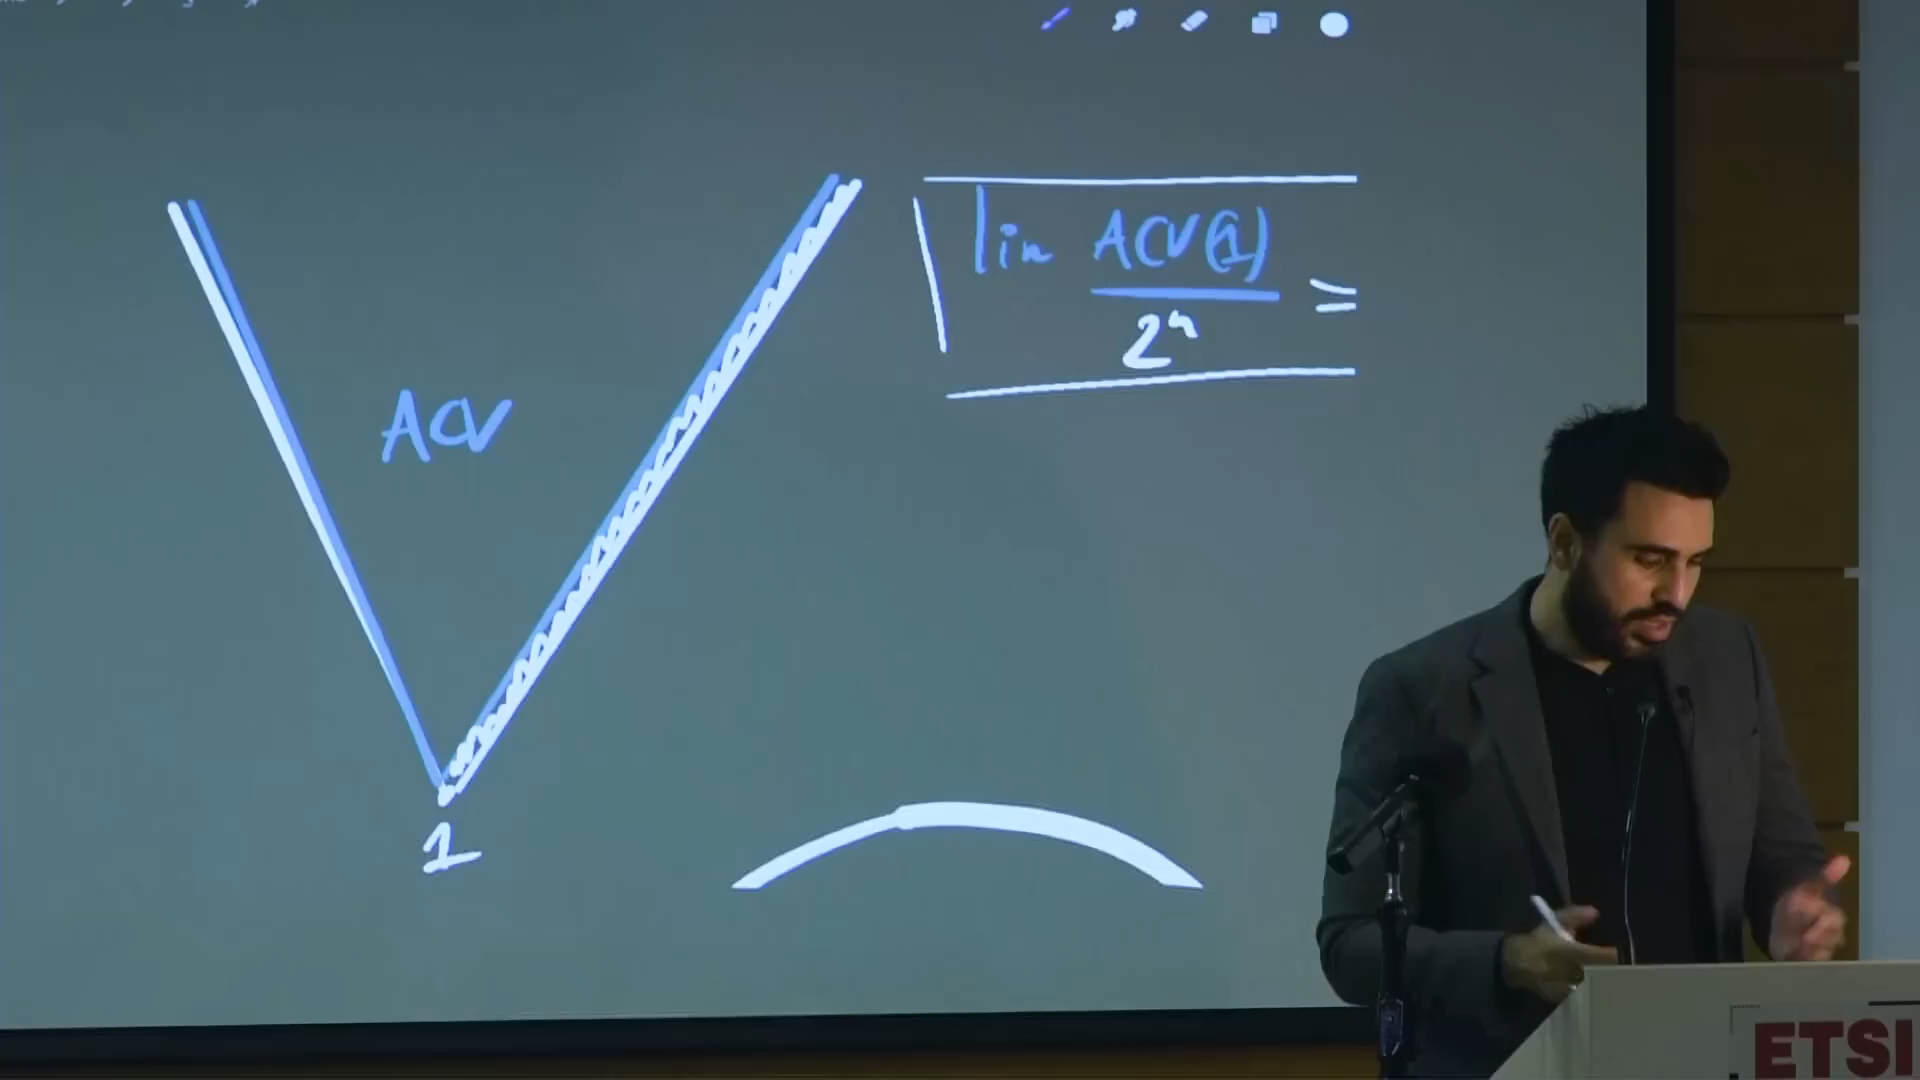 lim ACV(1)
2ⁿ =
ACV
1
ETSI